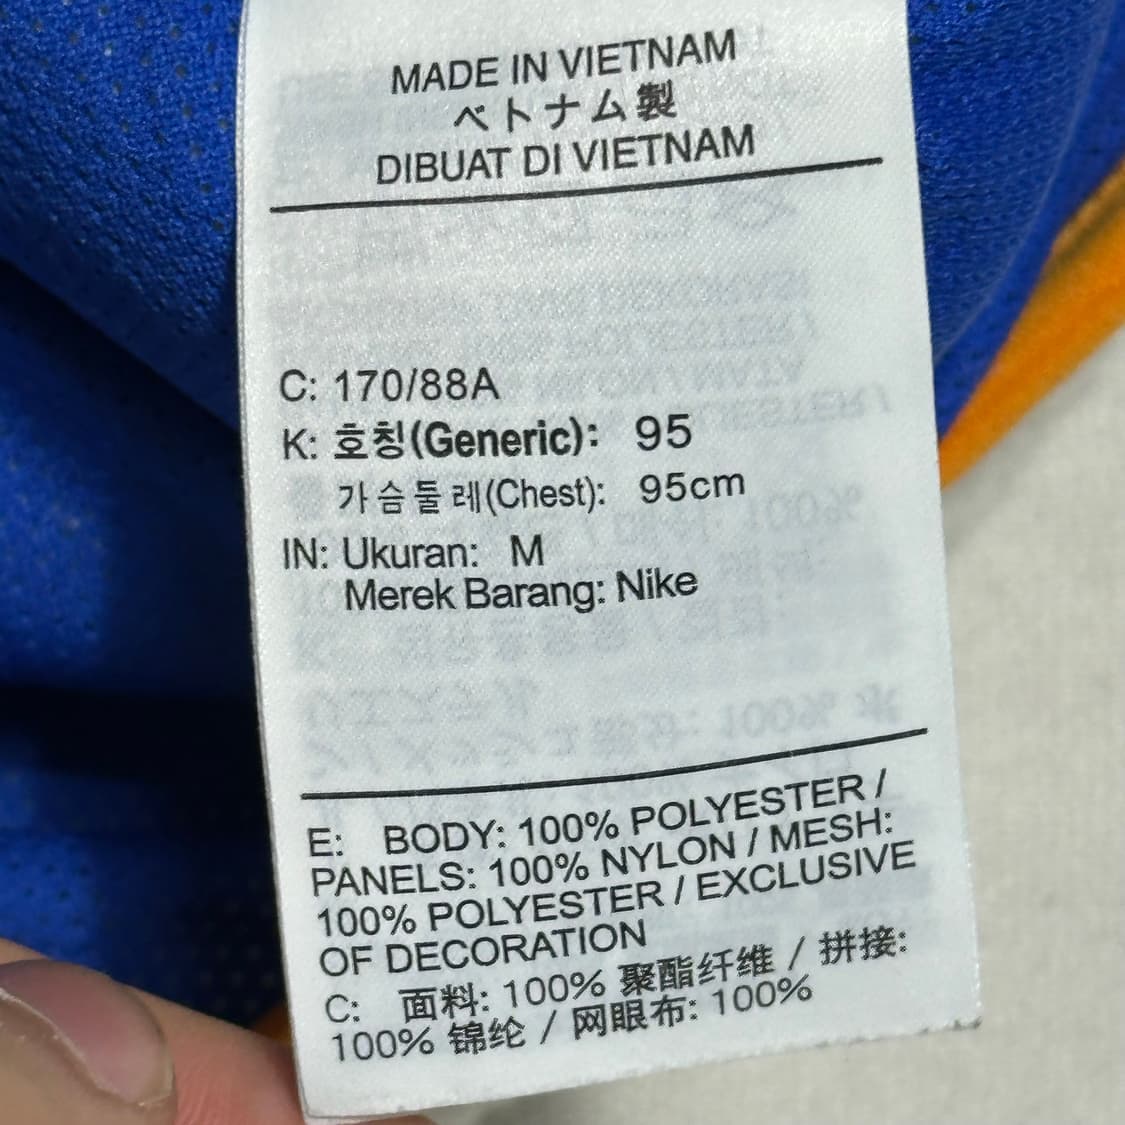 MADE IN VIETNAM
ベトナム製
DIBUAT DI VIETNAM
C: 170/88A
K: 호칭(Generic): 95
가슴둘레(Chest): 95cm
IN: Ukuran: M
Merek Barang: Nike
E: BODY: 100% POLYESTER /
PANELS: 100% NYLON / MESH:
100% POLYESTER / EXCLUSIVE
OF DECORATION
C: 面料: 100% 聚酯纤维 / 拼接:
100% 锦纶 / 网眼布: 100%